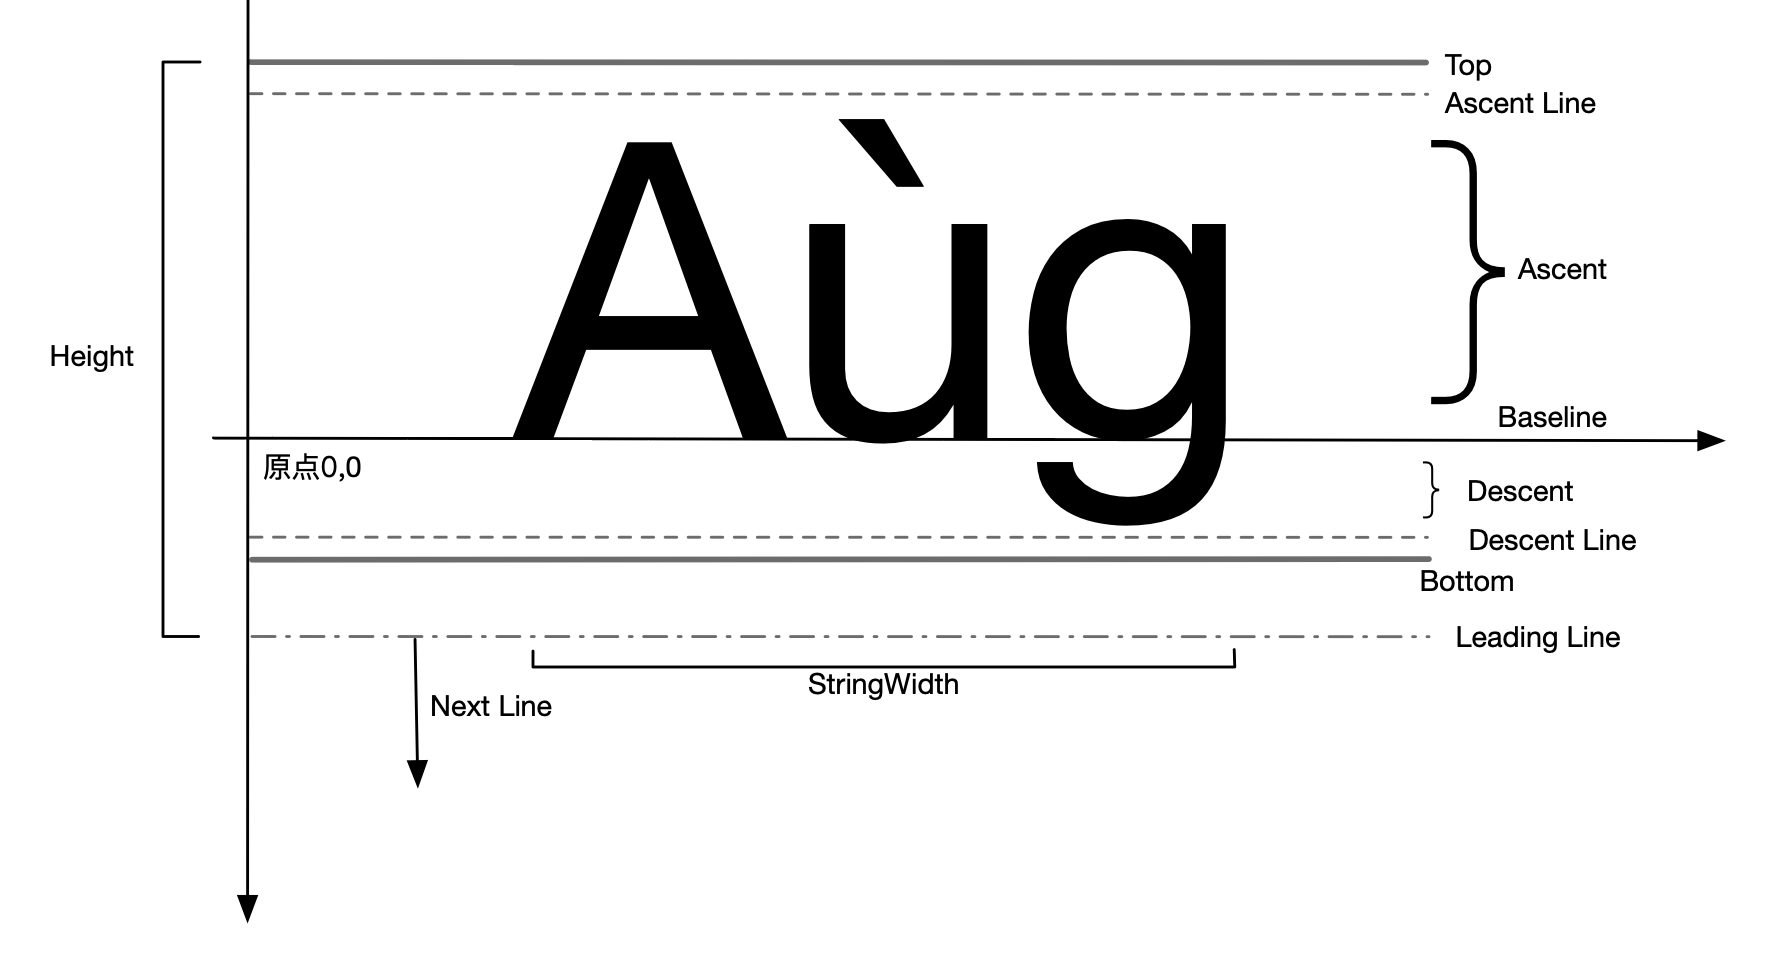 Top
Ascent Line
Aùg
Ascent
Height
Baseline
原点0,0
Descent
Descent Line
Bottom
Leading Line
StringWidth
Next Line